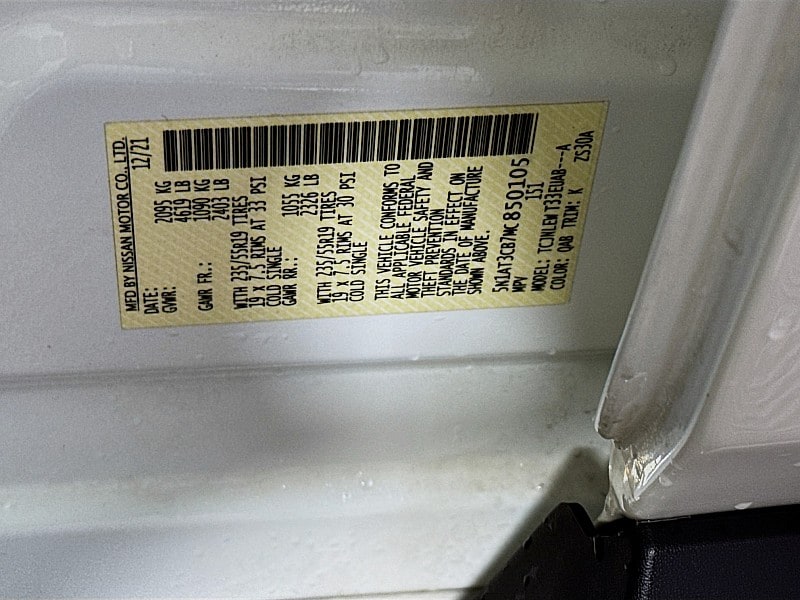 MFD BY NISSAN MOTOR CO., LTD.
DATE: 12/21
GVWR: 2095 KG
4619 LB
GAWR FR.: 1090 KG
2403 LB
WITH 235/55R19 TIRES
19 x 7.5 RIMS AT 33 PSI
COLD SINGLE
GAWR RR.: 1055 KG
2326 LB
WITH 235/55R19 TIRES
19 x 7.5 RIMS AT 30 PSI
COLD SINGLE
THIS VEHICLE CONFORMS TO
ALL APPLICABLE FEDERAL
MOTOR VEHICLE SAFETY AND
THEFT PREVENTION
STANDARDS IN EFFECT ON
THE DATE OF MANUFACTURE
SHOWN ABOVE.
5N1AT3CB7MC850105
MPV 151
MODEL: TCJNLEW T33EUAB---A
COLOR: QAB TRIM: K ZS30A